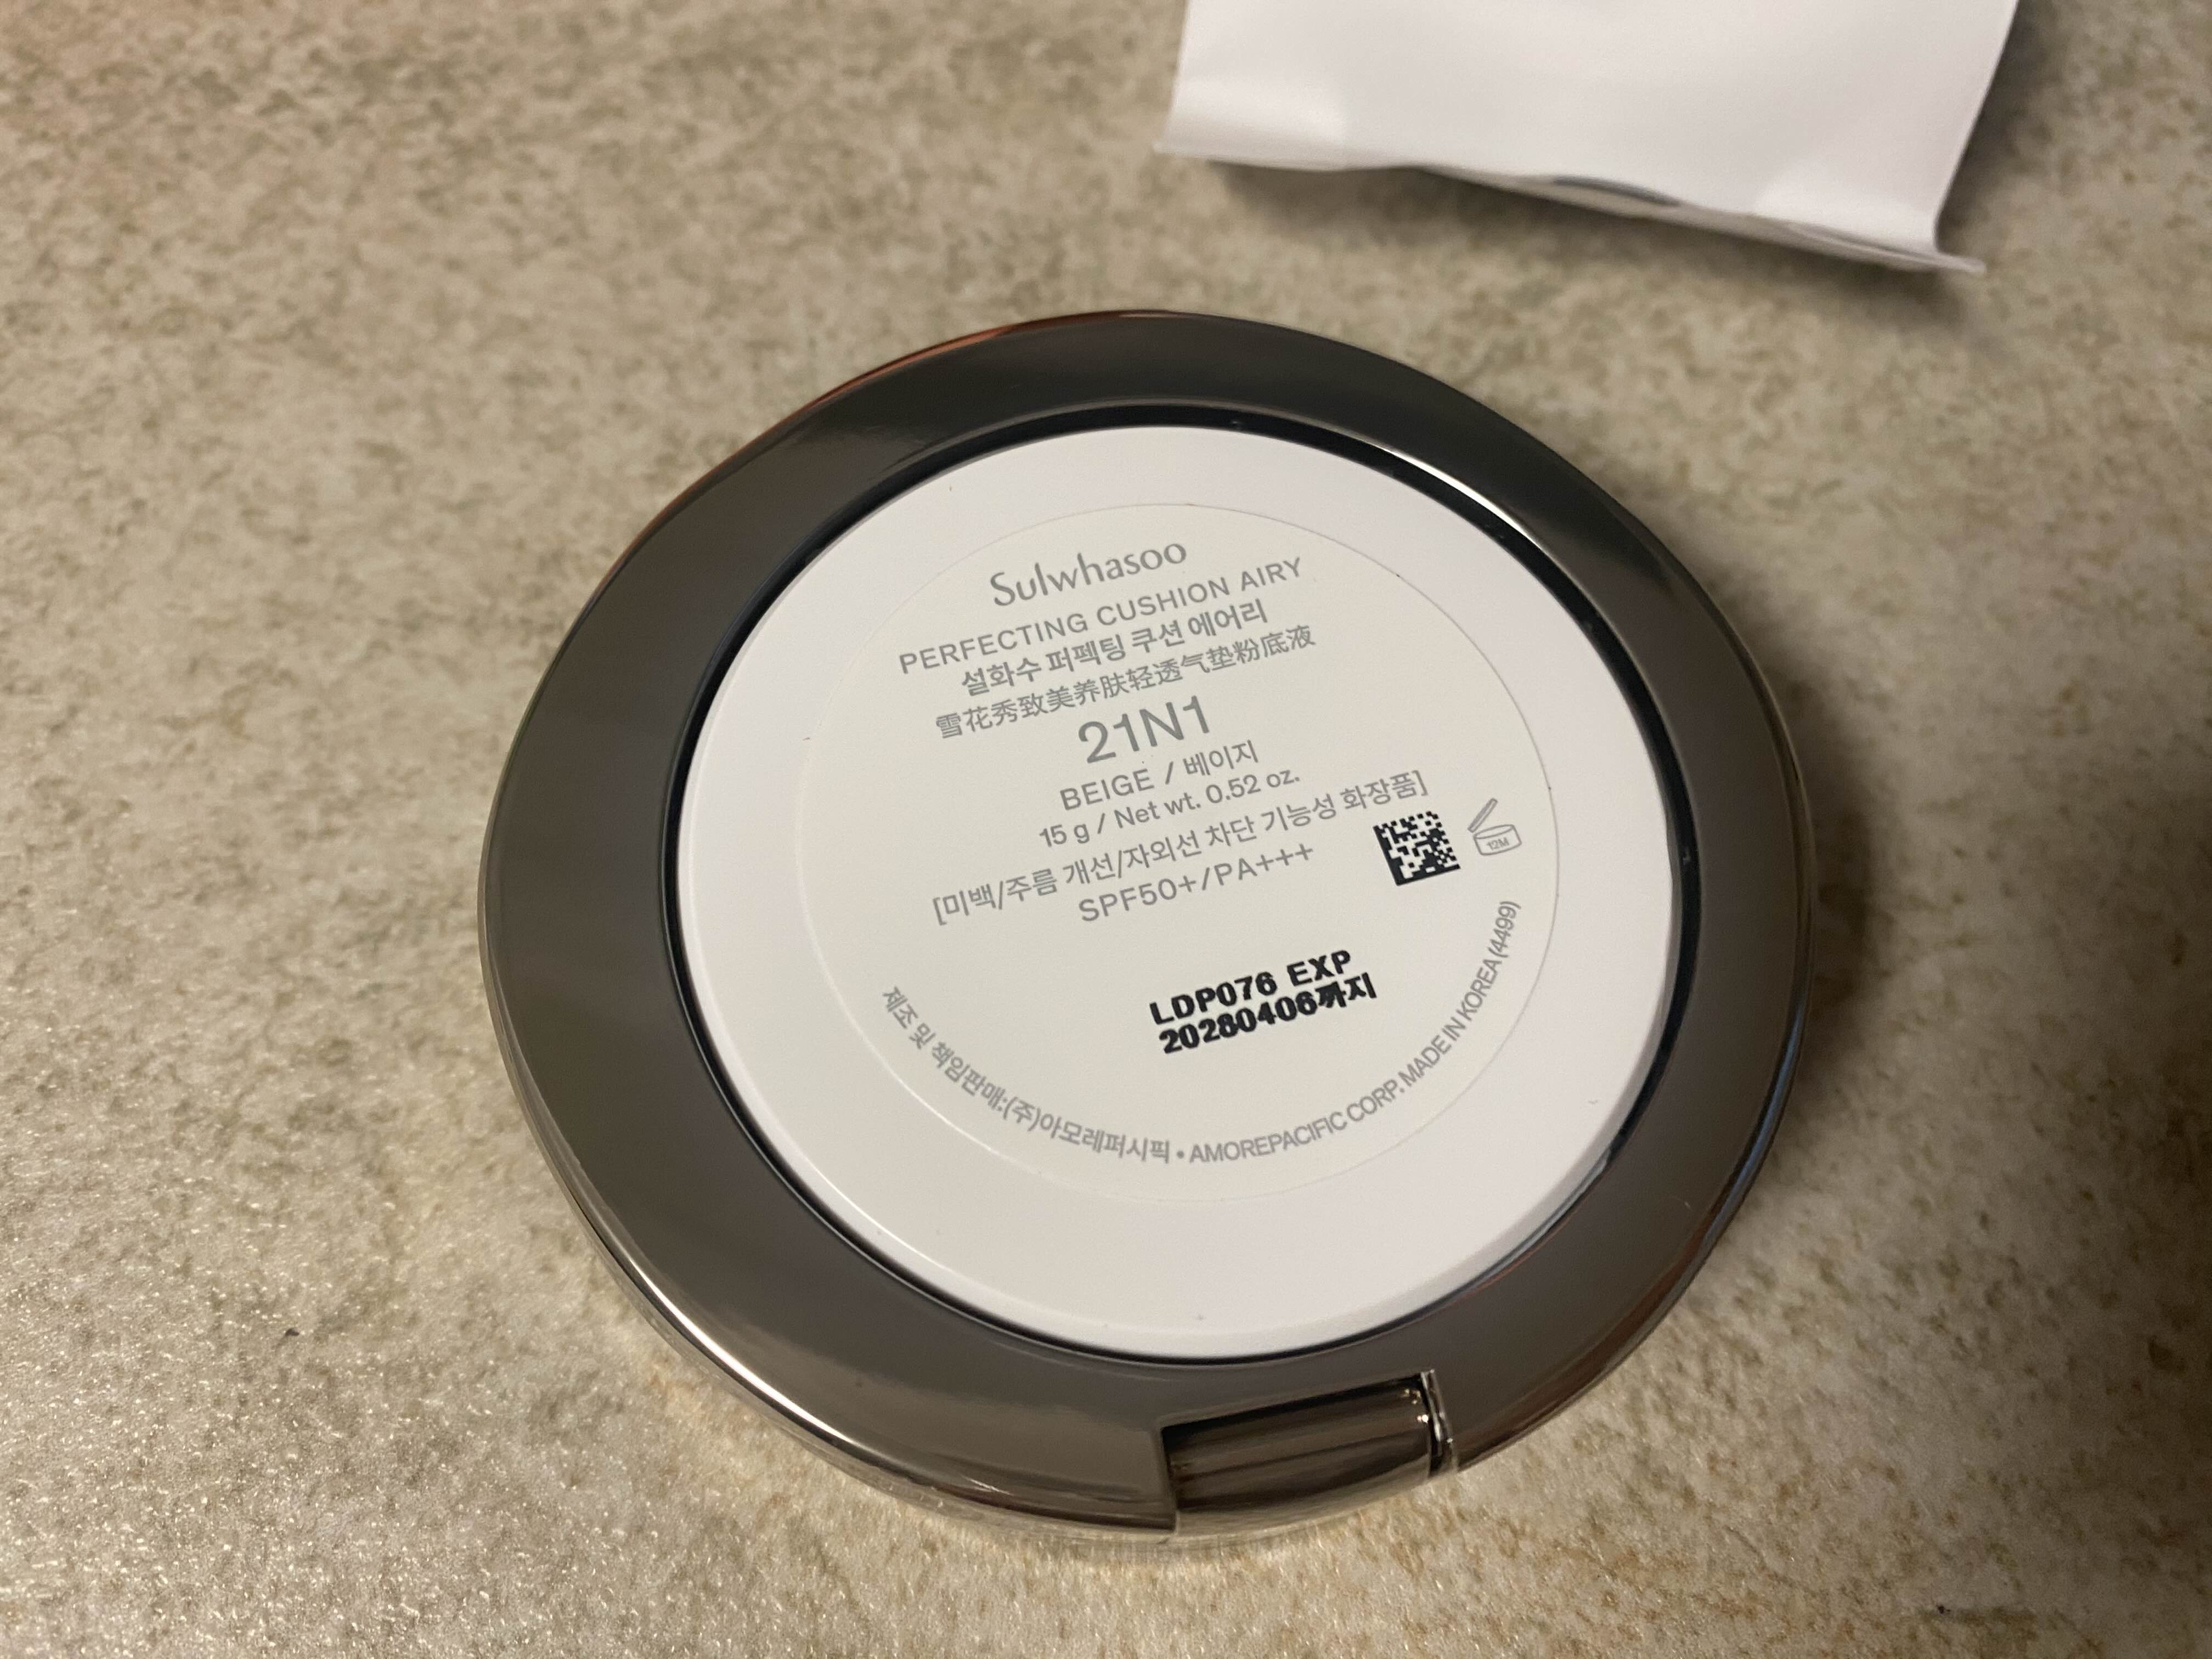 Sulwhasoo
PERFECTING CUSHION AIRY
설화수 퍼펙팅 쿠션 에어리
雪花秀致美养肤轻透气垫粉底液
21N1
BEIGE / 베이지
15 g / Net wt. 0.52 oz.
[미백/주름 개선/자외선 차단 기능성 화장품]
SPF50+/PA+++
12M
LDP076 EXP
20280406까지
제조 및 책임판매:(주)아모레퍼시픽 • AMOREPACIFIC CORP. MADE IN KOREA(4499)